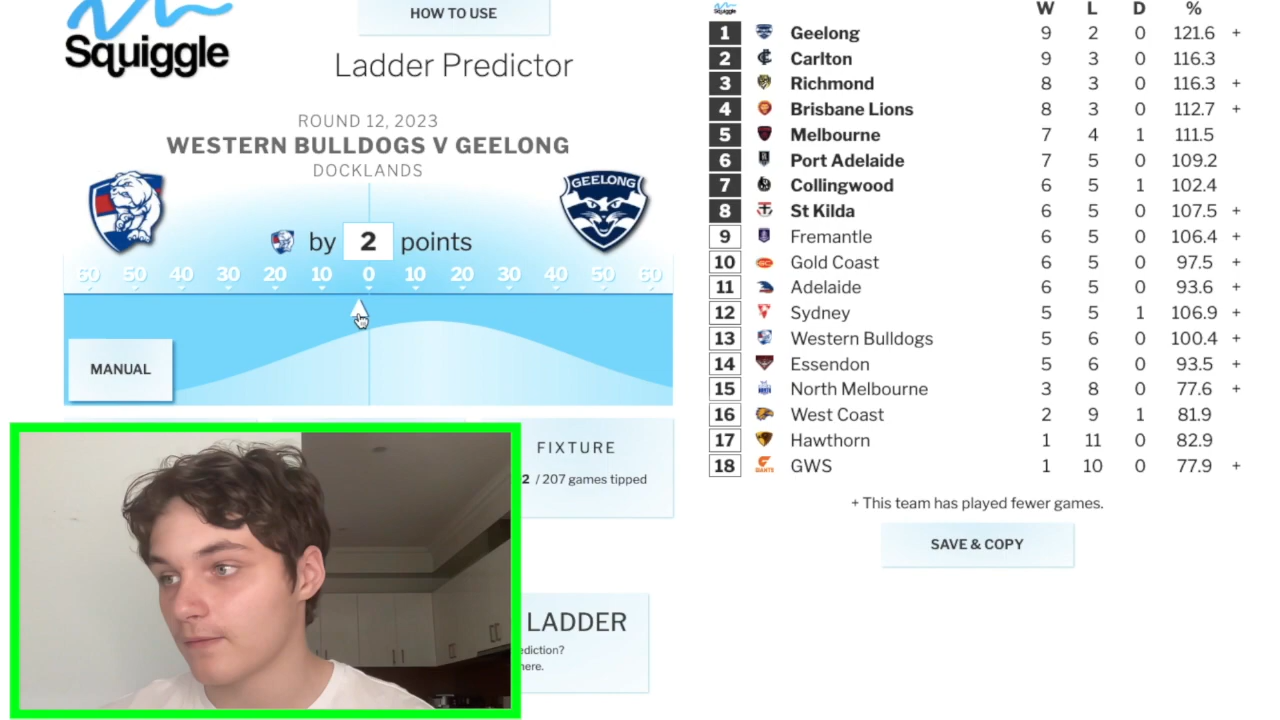 HOW TO USE
Squiggle
Ladder Predictor
ROUND 12, 2023
WESTERN BULLDOGS V GEELONG
DOCKLANDS
GEELONG
by 2 points
60 50 40 30 20 10 0 10 20 30 40 50 60
MANUAL
FIXTURE
2 / 207 games tipped
LADDER
ediction?
here.
W L D %
1 Geelong 9 2 0 121.6 +
2 Carlton 9 3 0 116.3
3 Richmond 8 3 0 116.3 +
4 Brisbane Lions 8 3 0 112.7 +
5 Melbourne 7 4 1 111.5
6 Port Adelaide 7 5 0 109.2
7 Collingwood 6 5 1 102.4
8 St Kilda 6 5 0 107.5 +
9 Fremantle 6 5 0 106.4 +
10 Gold Coast 6 5 0 97.5 +
11 Adelaide 6 5 0 93.6 +
12 Sydney 5 5 1 106.9 +
13 Western Bulldogs 5 6 0 100.4 +
14 Essendon 5 6 0 93.5 +
15 North Melbourne 3 8 0 77.6 +
16 West Coast 2 9 1 81.9
17 Hawthorn 1 11 0 82.9
18 GWS 1 10 0 77.9 +
+ This team has played fewer games.
SAVE & COPY